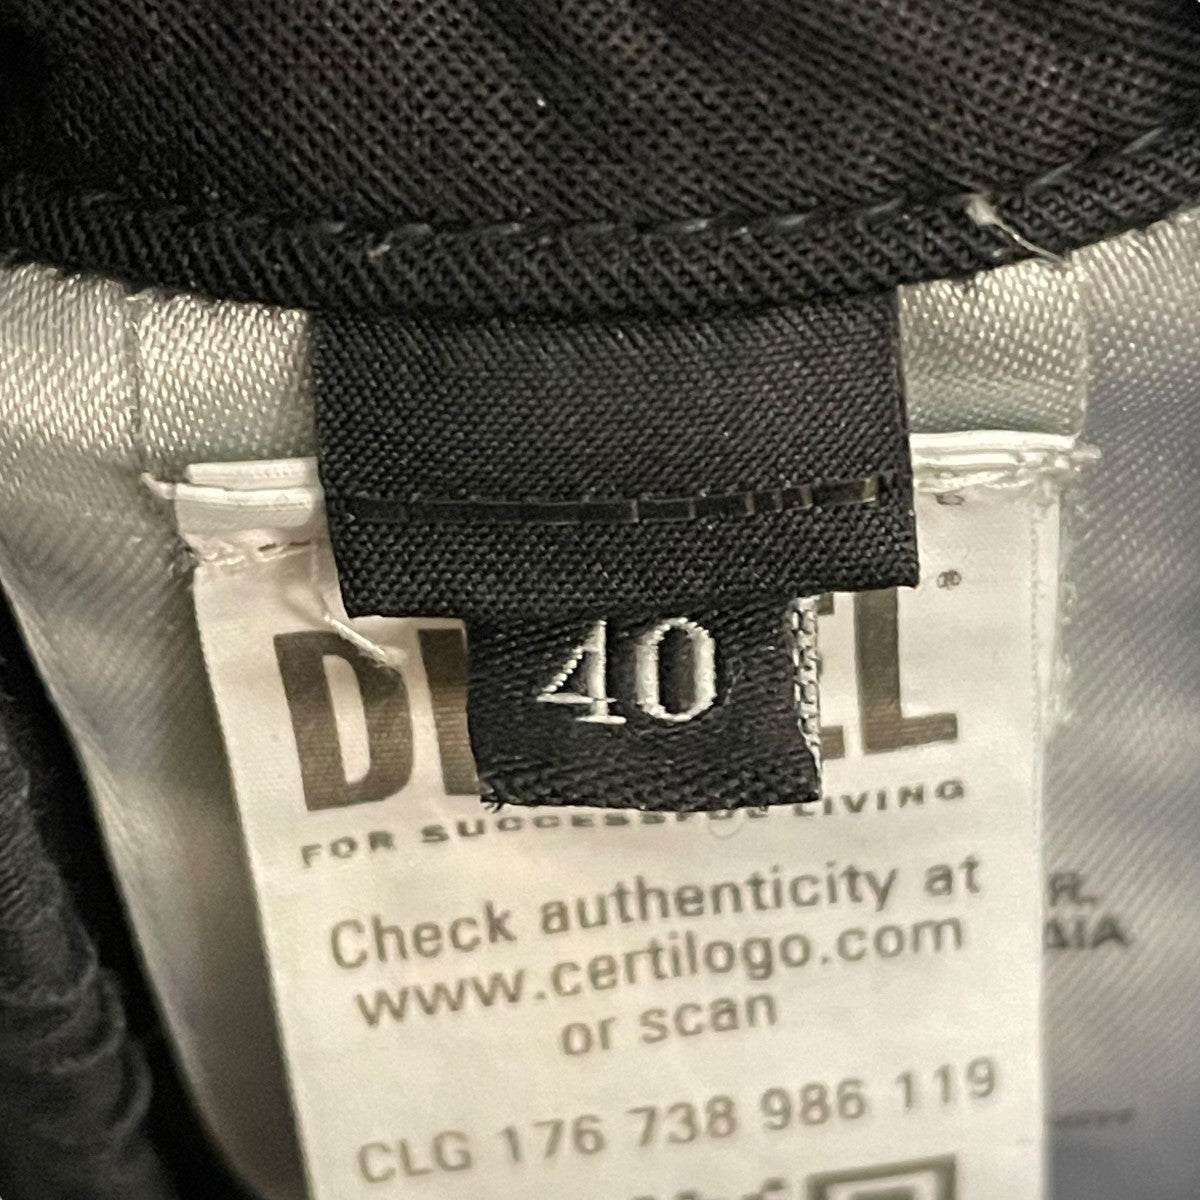 40
FOR SUCCESSFUL LIVING
Check authenticity at
www.certilogo.com
or scan
CLG 176 738 986 119